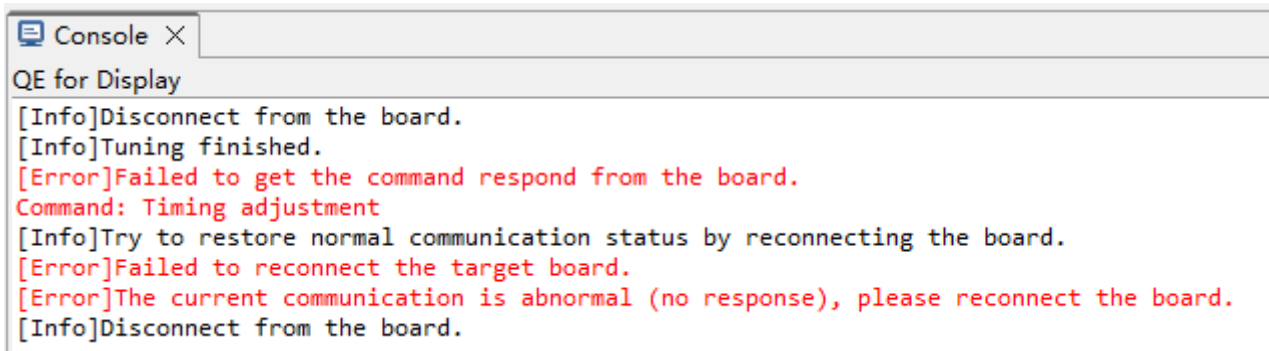 Console
QE for Display
[Info]Disconnect from the board.
[Info]Tuning finished.
[Error]Failed to get the command respond from the board.
Command: Timing adjustment
[Info]Try to restore normal communication status by reconnecting the board.
[Error]Failed to reconnect the target board.
[Error]The current communication is abnormal (no response), please reconnect the board.
[Info]Disconnect from the board.